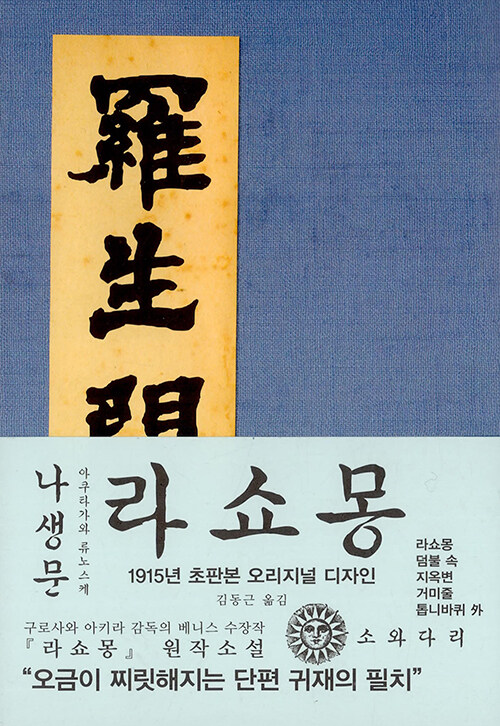 羅生門
나생문
아쿠타가와 류노스케
라쇼몽
1915년 초판본 오리지널 디자인
김동근 옮김
라쇼몽
덤불 속
지옥변
거미줄
톱니바퀴 外
구로사와 아키라 감독의 베니스 수장작
『라쇼몽』 원작소설
소와다리
“오금이 찌릿해지는 단편 귀재의 필치”